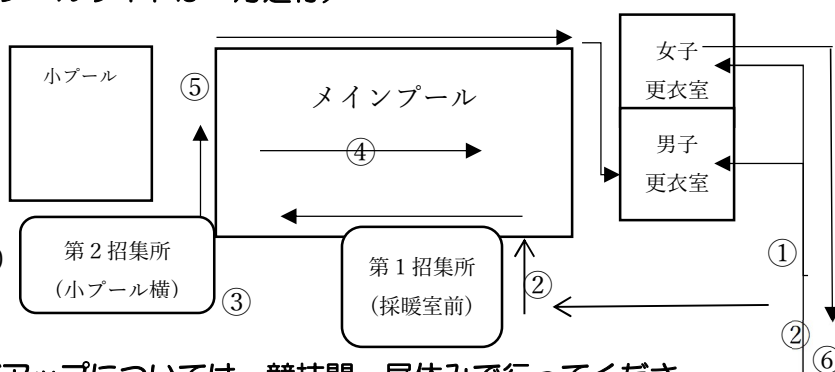 小プール
⑤
メインプール
④
女子
更衣室
男子
更衣室
第2招集所
(小プール横)
③
第1招集所
(採暖室前)
②
①
②
⑥
アップについては、競技間、昼休みで行ってくださ